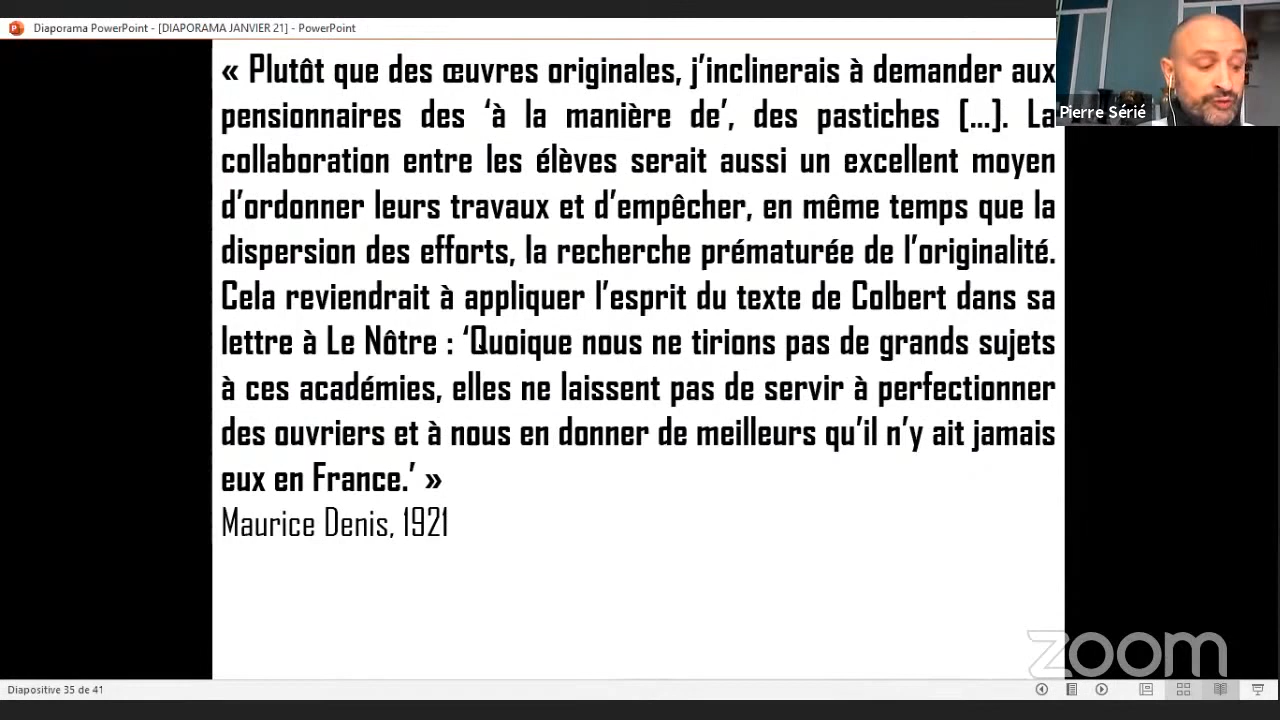 Diaporama PowerPoint - [DIAPORAMA JANVIER 21] - PowerPoint
« Plutôt que des œuvres originales, j’inclinerais à demander aux
pensionnaires des ‘à la manière de’, des pastiches [...]. La
collaboration entre les élèves serait aussi un excellent moyen
d’ordonner leurs travaux et d’empêcher, en même temps que la
dispersion des efforts, la recherche prématurée de l’originalité.
Cela reviendrait à appliquer l’esprit du texte de Colbert dans sa
lettre à Le Nôtre : ‘Quoique nous ne tirions pas de grands sujets
à ces académies, elles ne laissent pas de servir à perfectionner
des ouvriers et à nous en donner de meilleurs qu’il n’y ait jamais
eux en France.’ »
Maurice Denis, 1921
Pierre Sérié
zoom
Diapositive 35 de 41